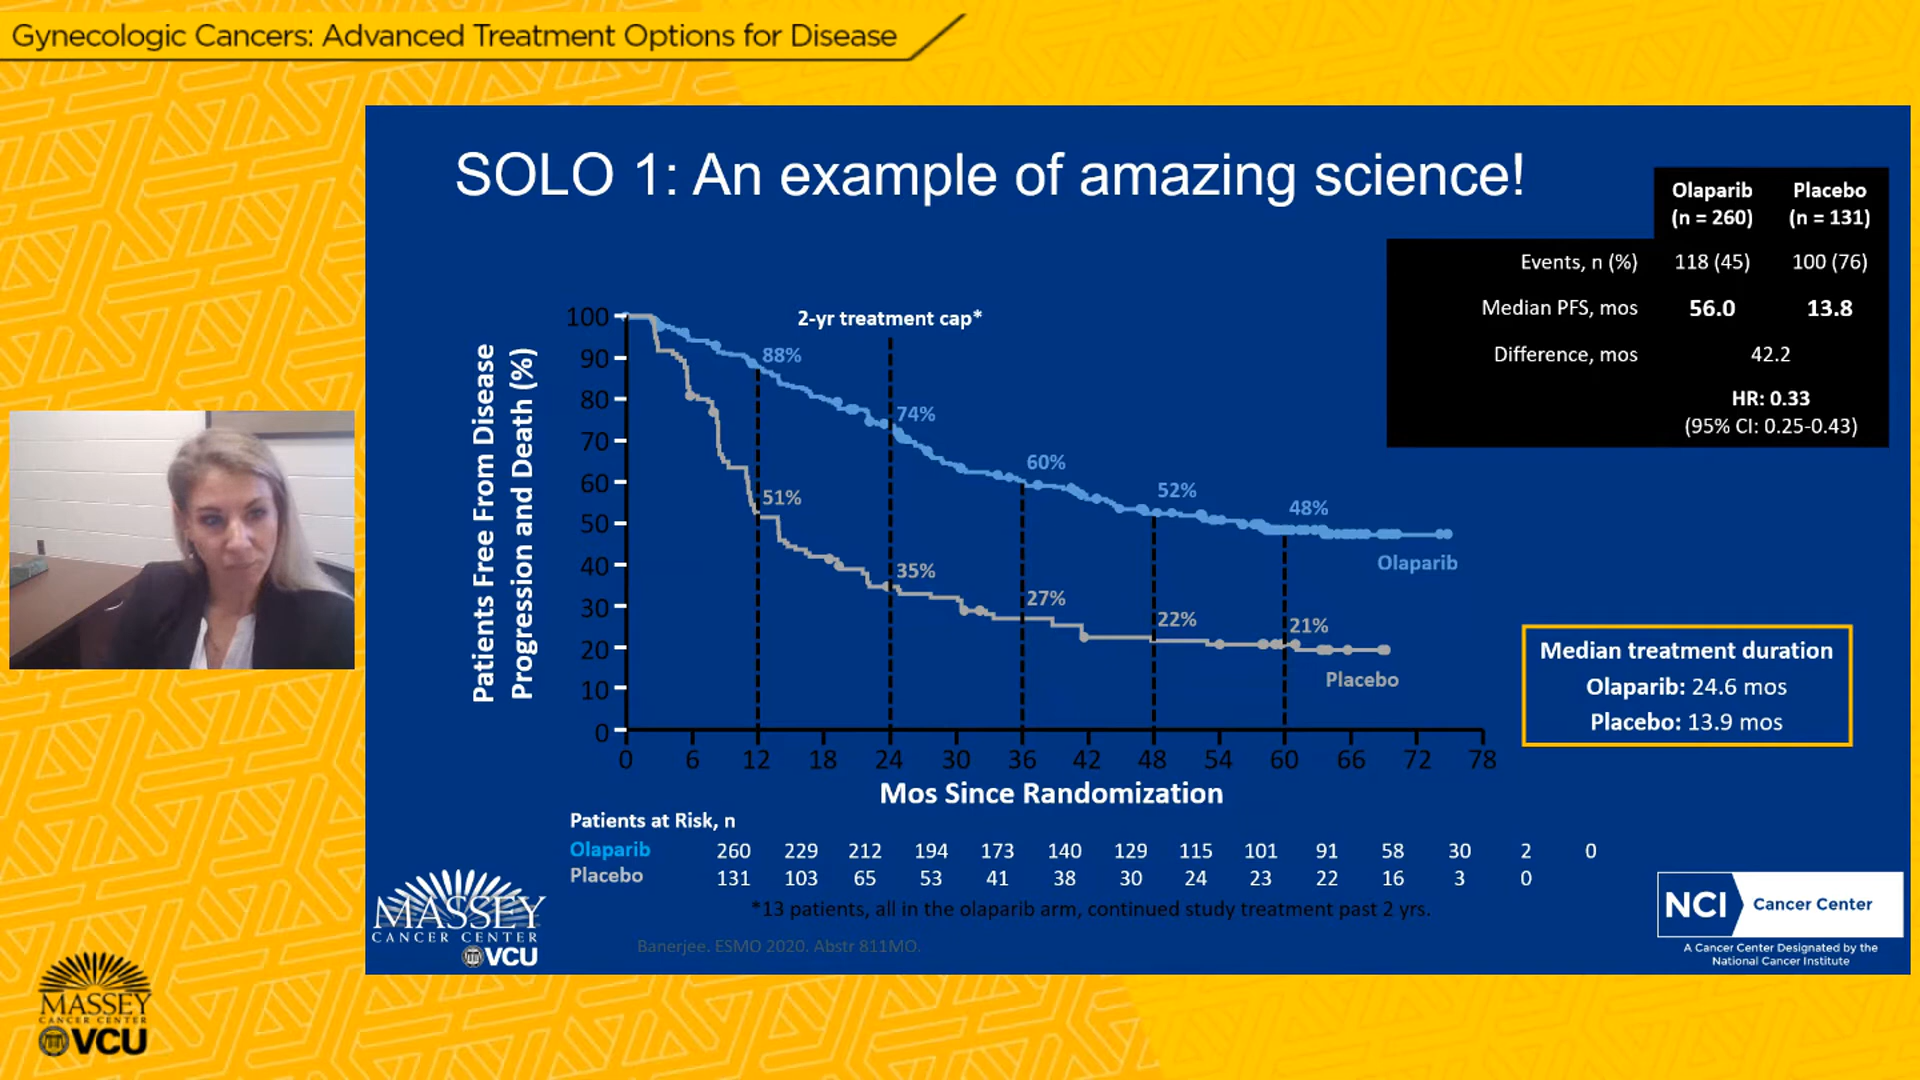 Gynecologic Cancers: Advanced Treatment Options for Disease
SOLO 1: An example of amazing science!
Olaparib Placebo
(n = 260) (n = 131)
Events, n (%) 118 (45) 100 (76)
Median PFS, mos 56.0 13.8
Difference, mos 42.2
HR: 0.33
(95% CI: 0.25-0.43)
Patients Free From Disease
Progression and Death (%)
100
90
80
70
60
50
40
30
20
10
0
2-yr treatment cap*
88%
74%
60%
52%
48%
Olaparib
51%
35%
27%
22%
21%
Placebo
0 6 12 18 24 30 36 42 48 54 60 66 72 78
Mos Since Randomization
Median treatment duration
Olaparib: 24.6 mos
Placebo: 13.9 mos
Patients at Risk, n
Olaparib 260 229 212 194 173 140 129 115 101 91 58 30 2 0
Placebo 131 103 65 53 41 38 30 24 23 22 16 3 0
*13 patients, all in the olaparib arm, continued study treatment past 2 yrs.
Banerjee. ESMO 2020. Abstr 811MO.
MASSEY
CANCER CENTER
VCU
NCI Cancer Center
A Cancer Center Designated by the
National Cancer Institute
MASSEY
CANCER CENTER
VCU